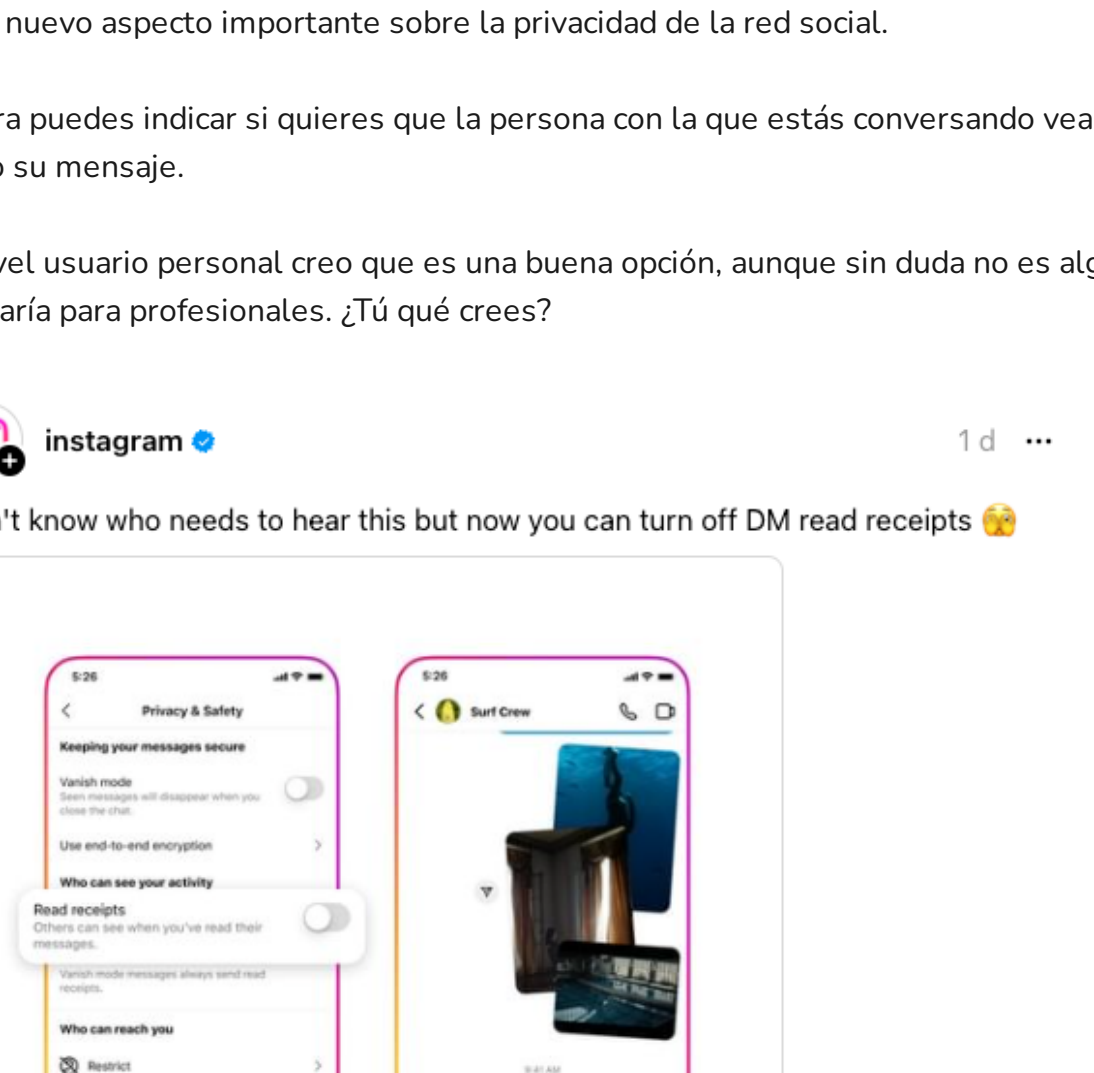 nuevo aspecto importante sobre la privacidad de la red social.
ra puedes indicar si quieres que la persona con la que estás conversando vea
o su mensaje.
vel usuario personal creo que es una buena opción, aunque sin duda no es alg
aría para profesionales. ¿Tú qué crees?
instagram
1 d
't know who needs to hear this but now you can turn off DM read receipts 🫣
5:26
Privacy & Safety
Keeping your messages secure
Vanish mode
Seen messages will disappear when you
close the chat.
Use end-to-end encryption
Who can see your activity
Read receipts
Others can see when you've read their
messages.
Vanish mode messages always send read
receipts.
Who can reach you
Restrict
5:26
Surf Crew
9:41 AM